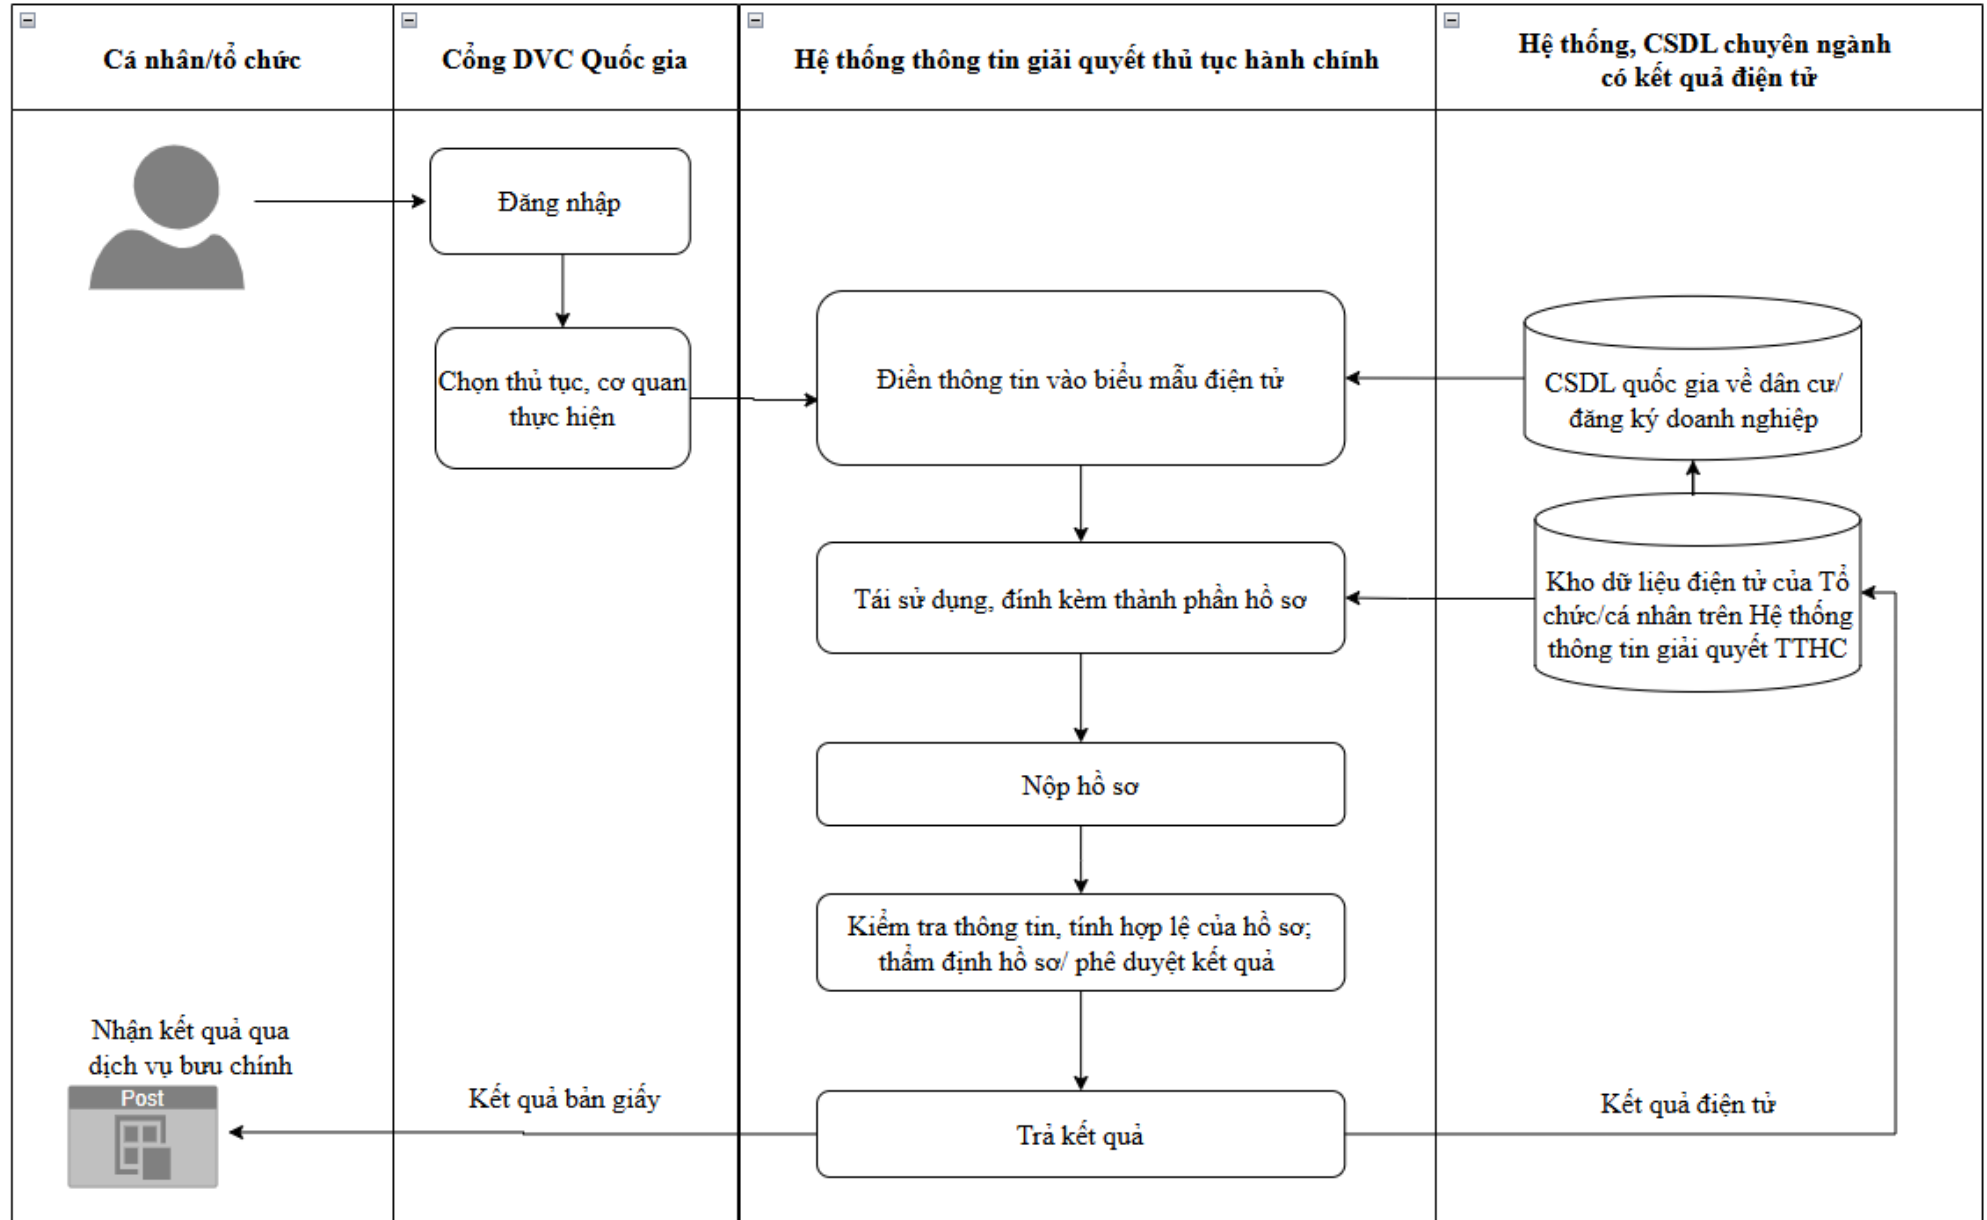 Cá nhân/tổ chức
Cổng DVC Quốc gia
Hệ thống thông tin giải quyết thủ tục hành chính
Hệ thống, CSDL chuyên ngành
có kết quả điện tử
Đăng nhập
Chọn thủ tục, cơ quan
thực hiện
Điền thông tin vào biểu mẫu điện tử
CSDL quốc gia về dân cư/
đăng ký doanh nghiệp
Tái sử dụng, đính kèm thành phần hồ sơ
Kho dữ liệu điện tử của Tổ
chức/cá nhân trên Hệ thống
thông tin giải quyết TTHC
Nộp hồ sơ
Kiểm tra thông tin, tính hợp lệ của hồ sơ;
thẩm định hồ sơ/ phê duyệt kết quả
Nhận kết quả qua
dịch vụ bưu chính
Post
Kết quả bản giấy
Trả kết quả
Kết quả điện tử